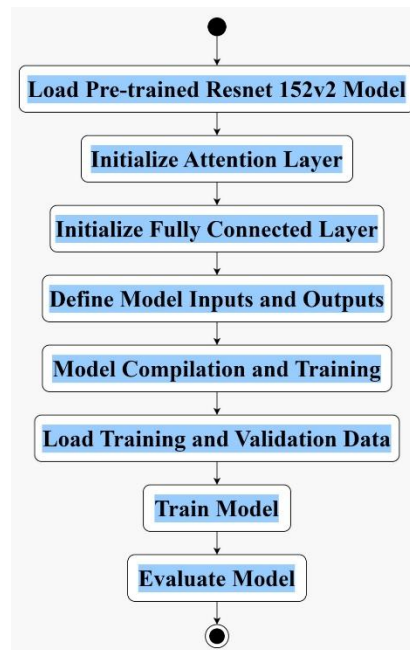 Load Pre-trained Resnet 152v2 Model
Initialize Attention Layer
Initialize Fully Connected Layer
Define Model Inputs and Outputs
Model Compilation and Training
Load Training and Validation Data
Train Model
Evaluate Model